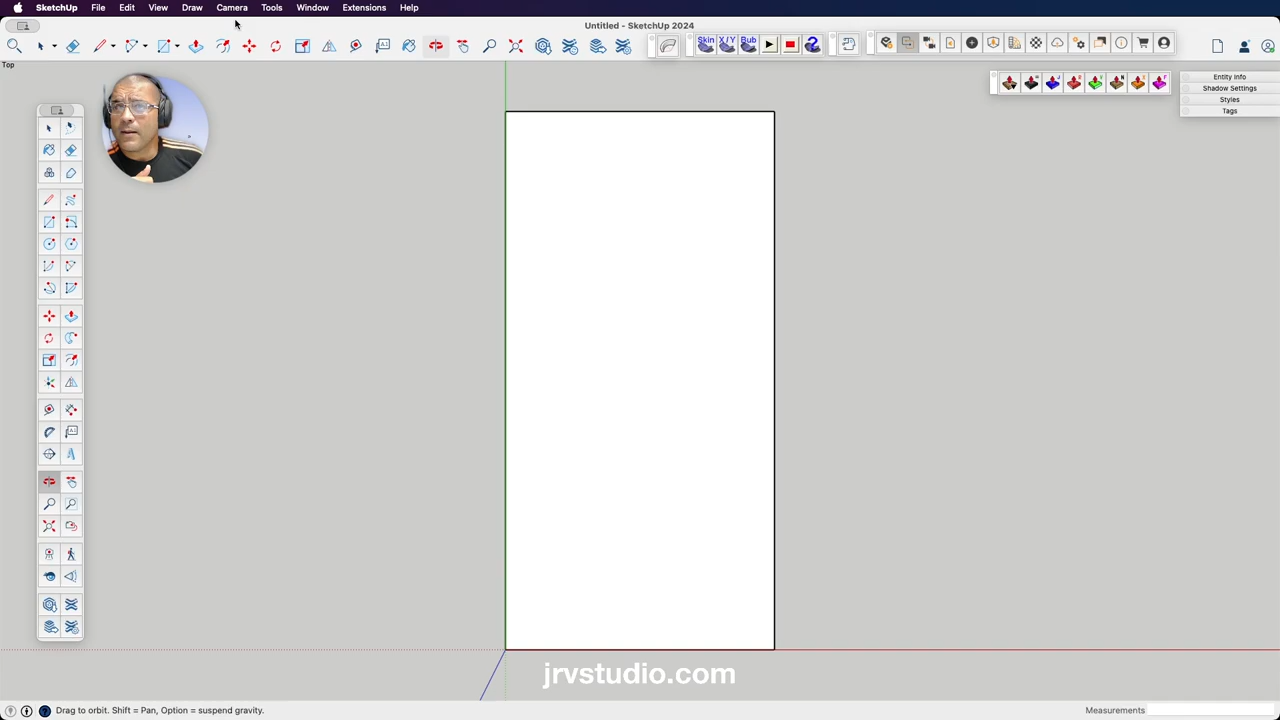 SketchUp File Edit View Draw Camera Tools Window Extensions Help
Untitled - SketchUp 2024
Skin X/Y Bub
Top
Entity Info
Shadow Settings
Styles
Tags
jrvstudio.com
Drag to orbit. Shift = Pan, Option = suspend gravity.
Measurements